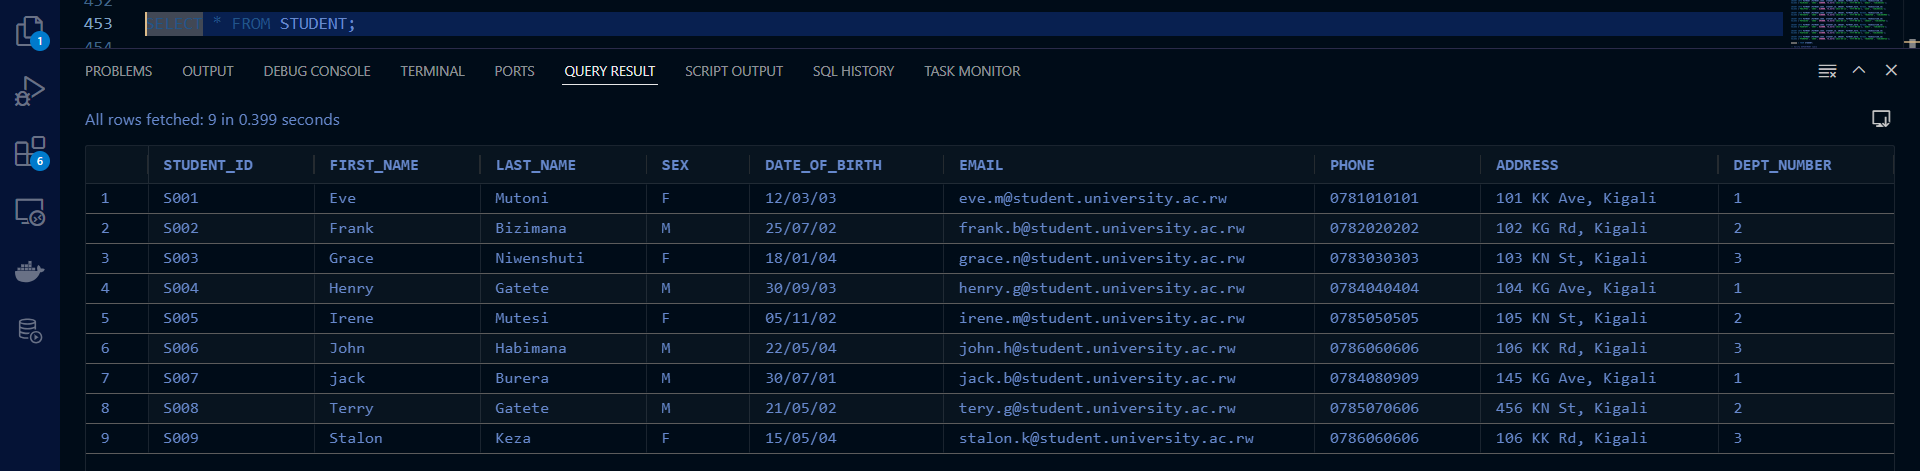 452
453 SELECT * FROM STUDENT;
454
1
6
PROBLEMS OUTPUT DEBUG CONSOLE TERMINAL PORTS QUERY RESULT SCRIPT OUTPUT SQL HISTORY TASK MONITOR
All rows fetched: 9 in 0.399 seconds
STUDENT_ID FIRST_NAME LAST_NAME SEX DATE_OF_BIRTH EMAIL PHONE ADDRESS DEPT_NUMBER
1 S001 Eve Mutoni F 12/03/03 eve.m@student.university.ac.rw 0781010101 101 KK Ave, Kigali 1
2 S002 Frank Bizimana M 25/07/02 frank.b@student.university.ac.rw 0782020202 102 KG Rd, Kigali 2
3 S003 Grace Niwenshuti F 18/01/04 grace.n@student.university.ac.rw 0783030303 103 KN St, Kigali 3
4 S004 Henry Gatete M 30/09/03 henry.g@student.university.ac.rw 0784040404 104 KG Ave, Kigali 1
5 S005 Irene Mutesi F 05/11/02 irene.m@student.university.ac.rw 0785050505 105 KN St, Kigali 2
6 S006 John Habimana M 22/05/04 john.h@student.university.ac.rw 0786060606 106 KK Rd, Kigali 3
7 S007 jack Burera M 30/07/01 jack.b@student.university.ac.rw 0784080909 145 KG Ave, Kigali 1
8 S008 Terry Gatete M 21/05/02 tery.g@student.university.ac.rw 0785070606 456 KN St, Kigali 2
9 S009 Stalon Keza F 15/05/04 stalon.k@student.university.ac.rw 0786060606 106 KK Rd, Kigali 3